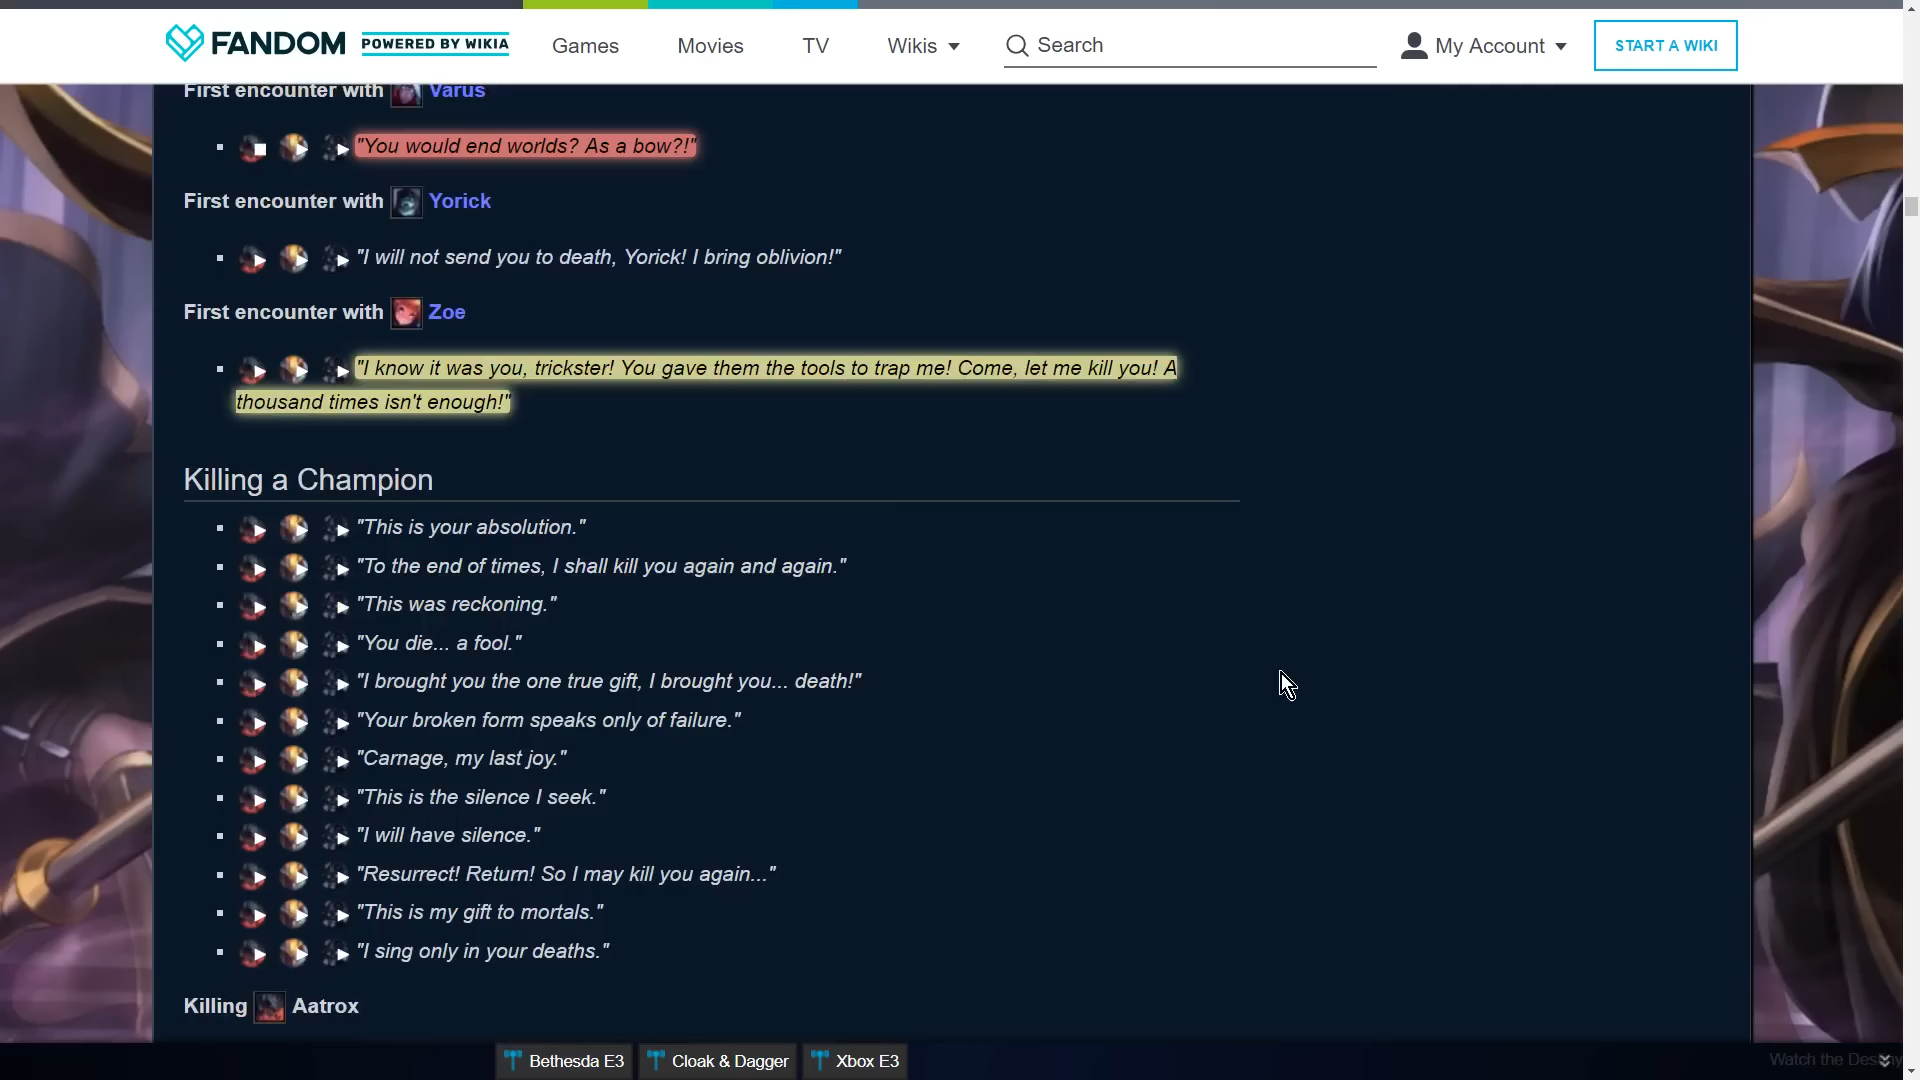 FANDOM POWERED BY WIKIA Games Movies TV Wikis Search My Account START A WIKI
First encounter with Varus
"You would end worlds? As a bow?!"
First encounter with Yorick
"I will not send you to death, Yorick! I bring oblivion!"
First encounter with Zoe
"I know it was you, trickster! You gave them the tools to trap me! Come, let me kill you! A
thousand times isn't enough!"
Killing a Champion
"This is your absolution."
"To the end of times, I shall kill you again and again."
"This was reckoning."
"You die... a fool."
"I brought you the one true gift, I brought you... death!"
"Your broken form speaks only of failure."
"Carnage, my last joy."
"This is the silence I seek."
"I will have silence."
"Resurrect! Return! So I may kill you again..."
"This is my gift to mortals."
"I sing only in your deaths."
Killing Aatrox
Bethesda E3 Cloak & Dagger Xbox E3 Watch the